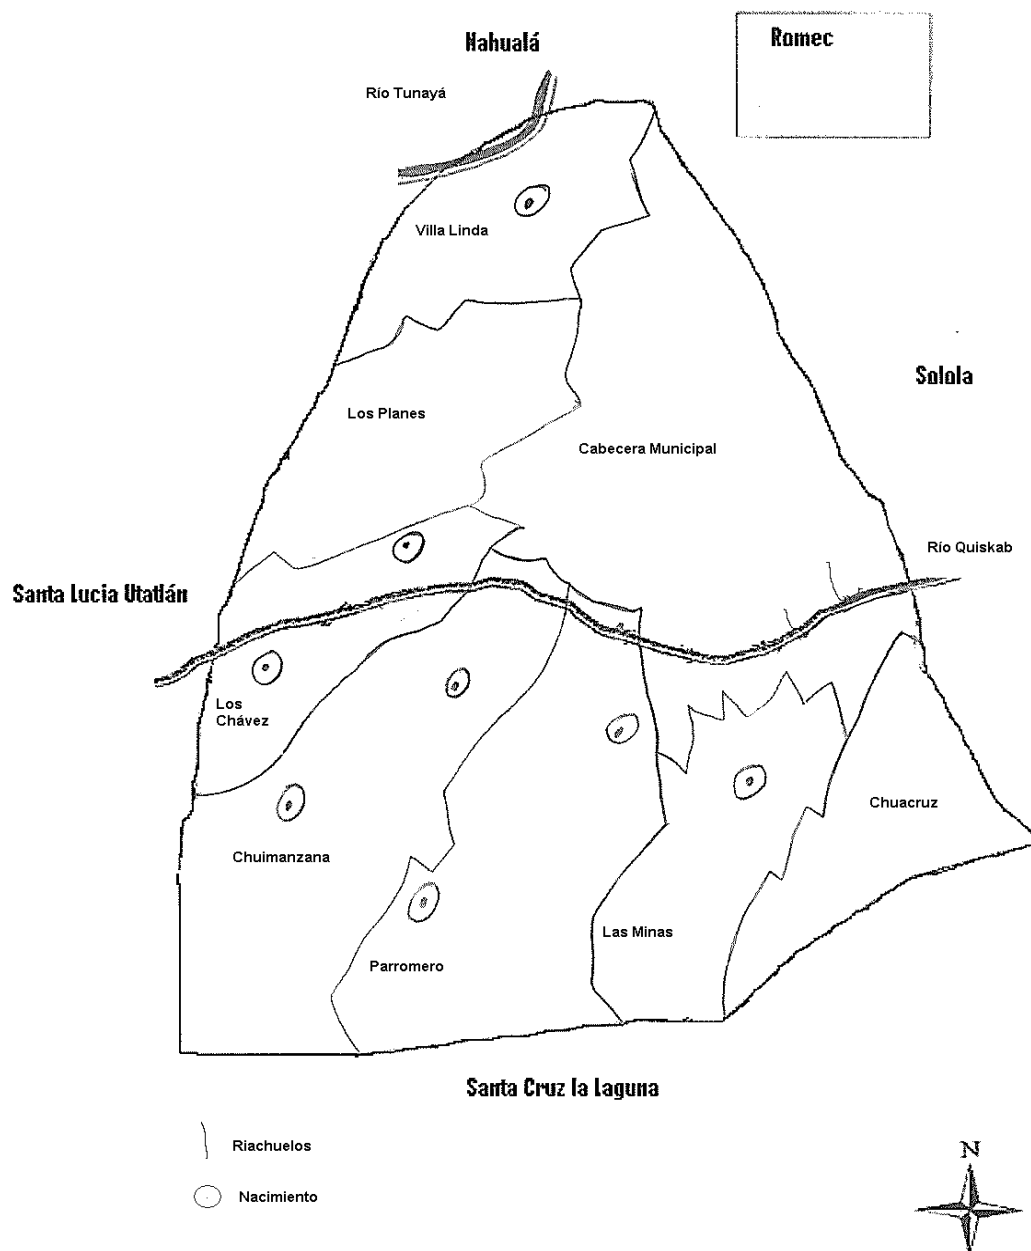 Nahualá
Romec
Río Tunayá
Villa Linda
Solola
Los Planes
Cabecera Municipal
Río Quiskab
Santa Lucia Utatlán
Los
Chávez
Chuacruz
Chuimanzana
Las Minas
Parromero
Santa Cruz la Laguna
Riachuelos
Nacimiento
N